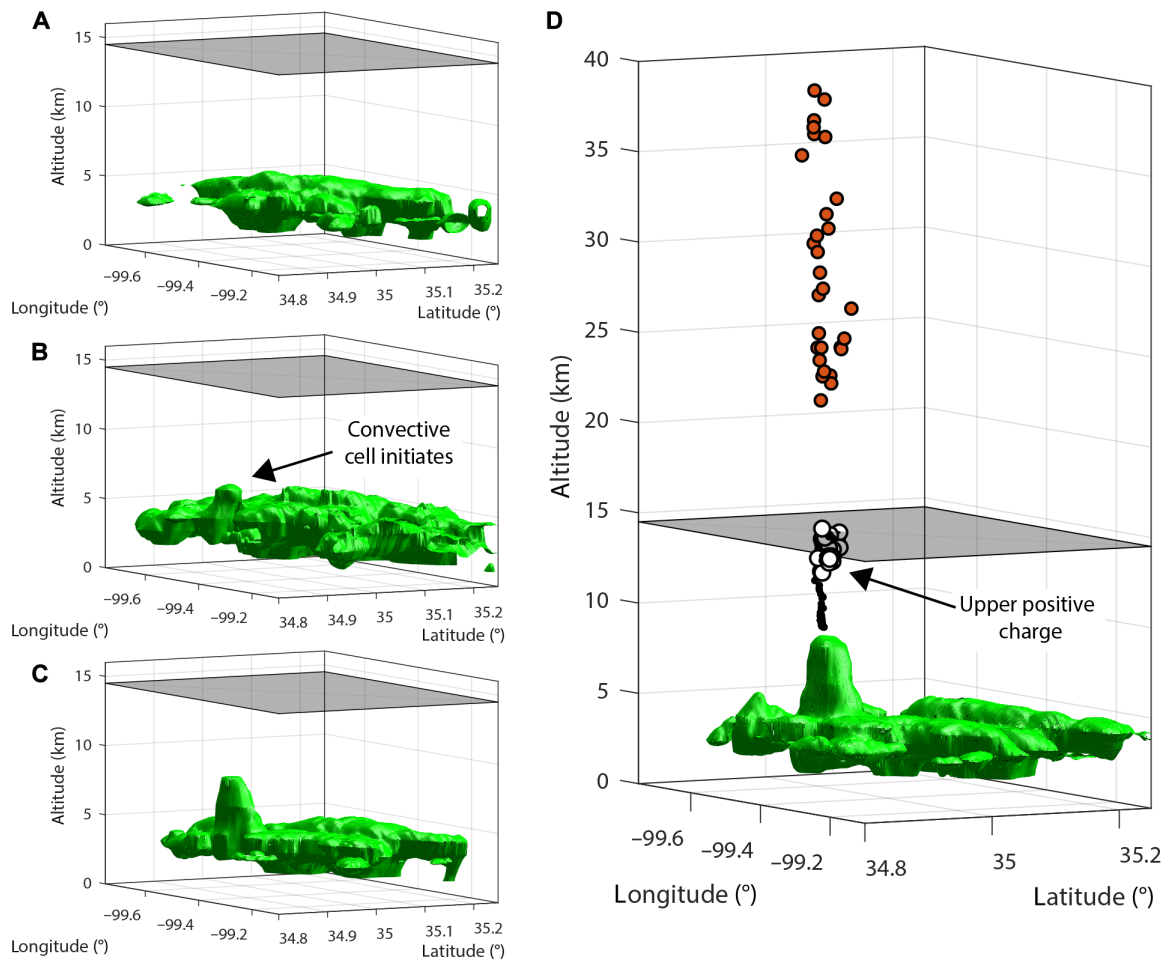 A
15
10
5
0
Altitude (km)
−99.6
−99.4
−99.2
34.8
34.9
35
35.1
35.2
Longitude (°)
Latitude (°)
B
15
10
5
0
Altitude (km)
Convective
cell initiates
−99.6
−99.4
−99.2
34.8
34.9
35
35.1
35.2
Longitude (°)
Latitude (°)
C
15
10
5
0
Altitude (km)
−99.6
−99.4
−99.2
34.8
34.9
35
35.1
35.2
Longitude (°)
Latitude (°)
D
40
35
30
25
20
15
10
5
0
Altitude (km)
Upper positive
charge
−99.6
−99.4
−99.2
34.8
35
35.2
Longitude (°)
Latitude (°)